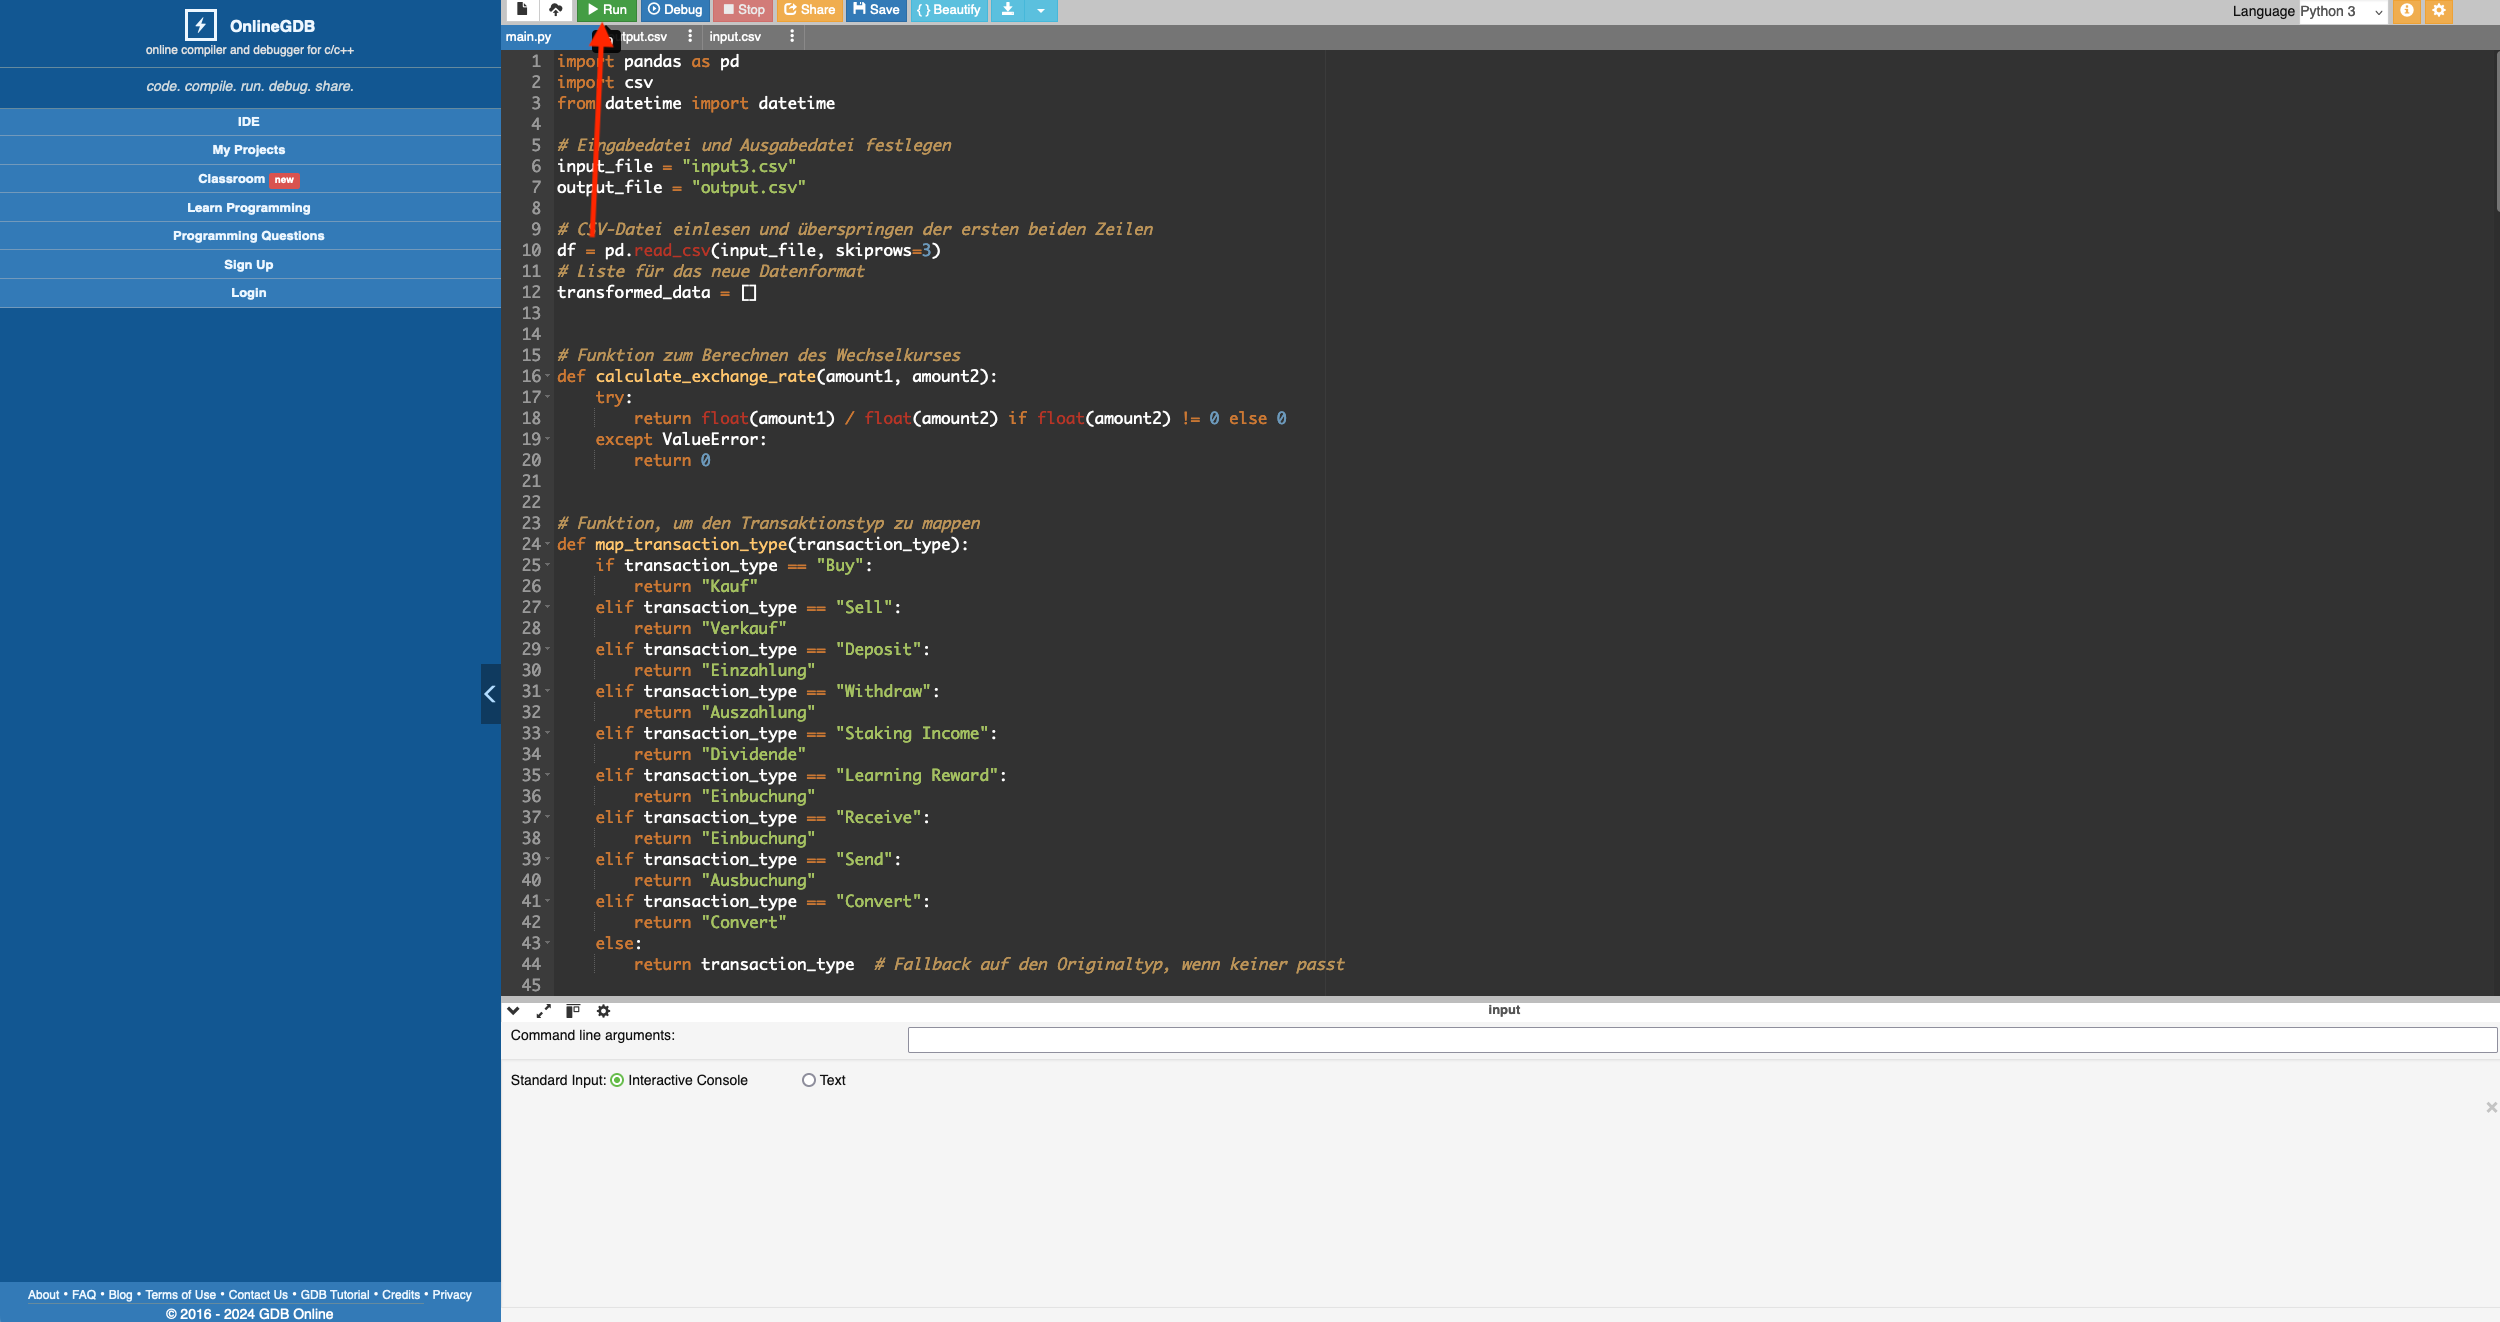 OnlineGDB
online compiler and debugger for c/c++
code. compile. run. debug. share.
IDE
My Projects
Classroom new
Learn Programming
Programming Questions
Sign Up
Login
About • FAQ • Blog • Terms of Use • Contact Us • GDB Tutorial • Credits • Privacy
© 2016 - 2024 GDB Online
Run Debug Stop Share Save { } Beautify
Language Python 3
main.py tput.csv input.csv
1 import pandas as pd
2 import csv
3 from datetime import datetime
4
5 # Eingabedatei und Ausgabedatei festlegen
6 input_file = "input3.csv"
7 output_file = "output.csv"
8
9 # CSV-Datei einlesen und überspringen der ersten beiden Zeilen
10 df = pd.read_csv(input_file, skiprows=3)
11 # Liste für das neue Datenformat
12 transformed_data = []
13
14
15 # Funktion zum Berechnen des Wechselkurses
16 def calculate_exchange_rate(amount1, amount2):
17 try:
18 return float(amount1) / float(amount2) if float(amount2) != 0 else 0
19 except ValueError:
20 return 0
21
22
23 # Funktion, um den Transaktionstyp zu mappen
24 def map_transaction_type(transaction_type):
25 if transaction_type == "Buy":
26 return "Kauf"
27 elif transaction_type == "Sell":
28 return "Verkauf"
29 elif transaction_type == "Deposit":
30 return "Einzahlung"
31 elif transaction_type == "Withdraw":
32 return "Auszahlung"
33 elif transaction_type == "Staking Income":
34 return "Dividende"
35 elif transaction_type == "Learning Reward":
36 return "Einbuchung"
37 elif transaction_type == "Receive":
38 return "Einbuchung"
39 elif transaction_type == "Send":
40 return "Ausbuchung"
41 elif transaction_type == "Convert":
42 return "Convert"
43 else:
44 return transaction_type # Fallback auf den Originaltyp, wenn keiner passt
45
input
Command line arguments:
Standard Input: Interactive Console Text